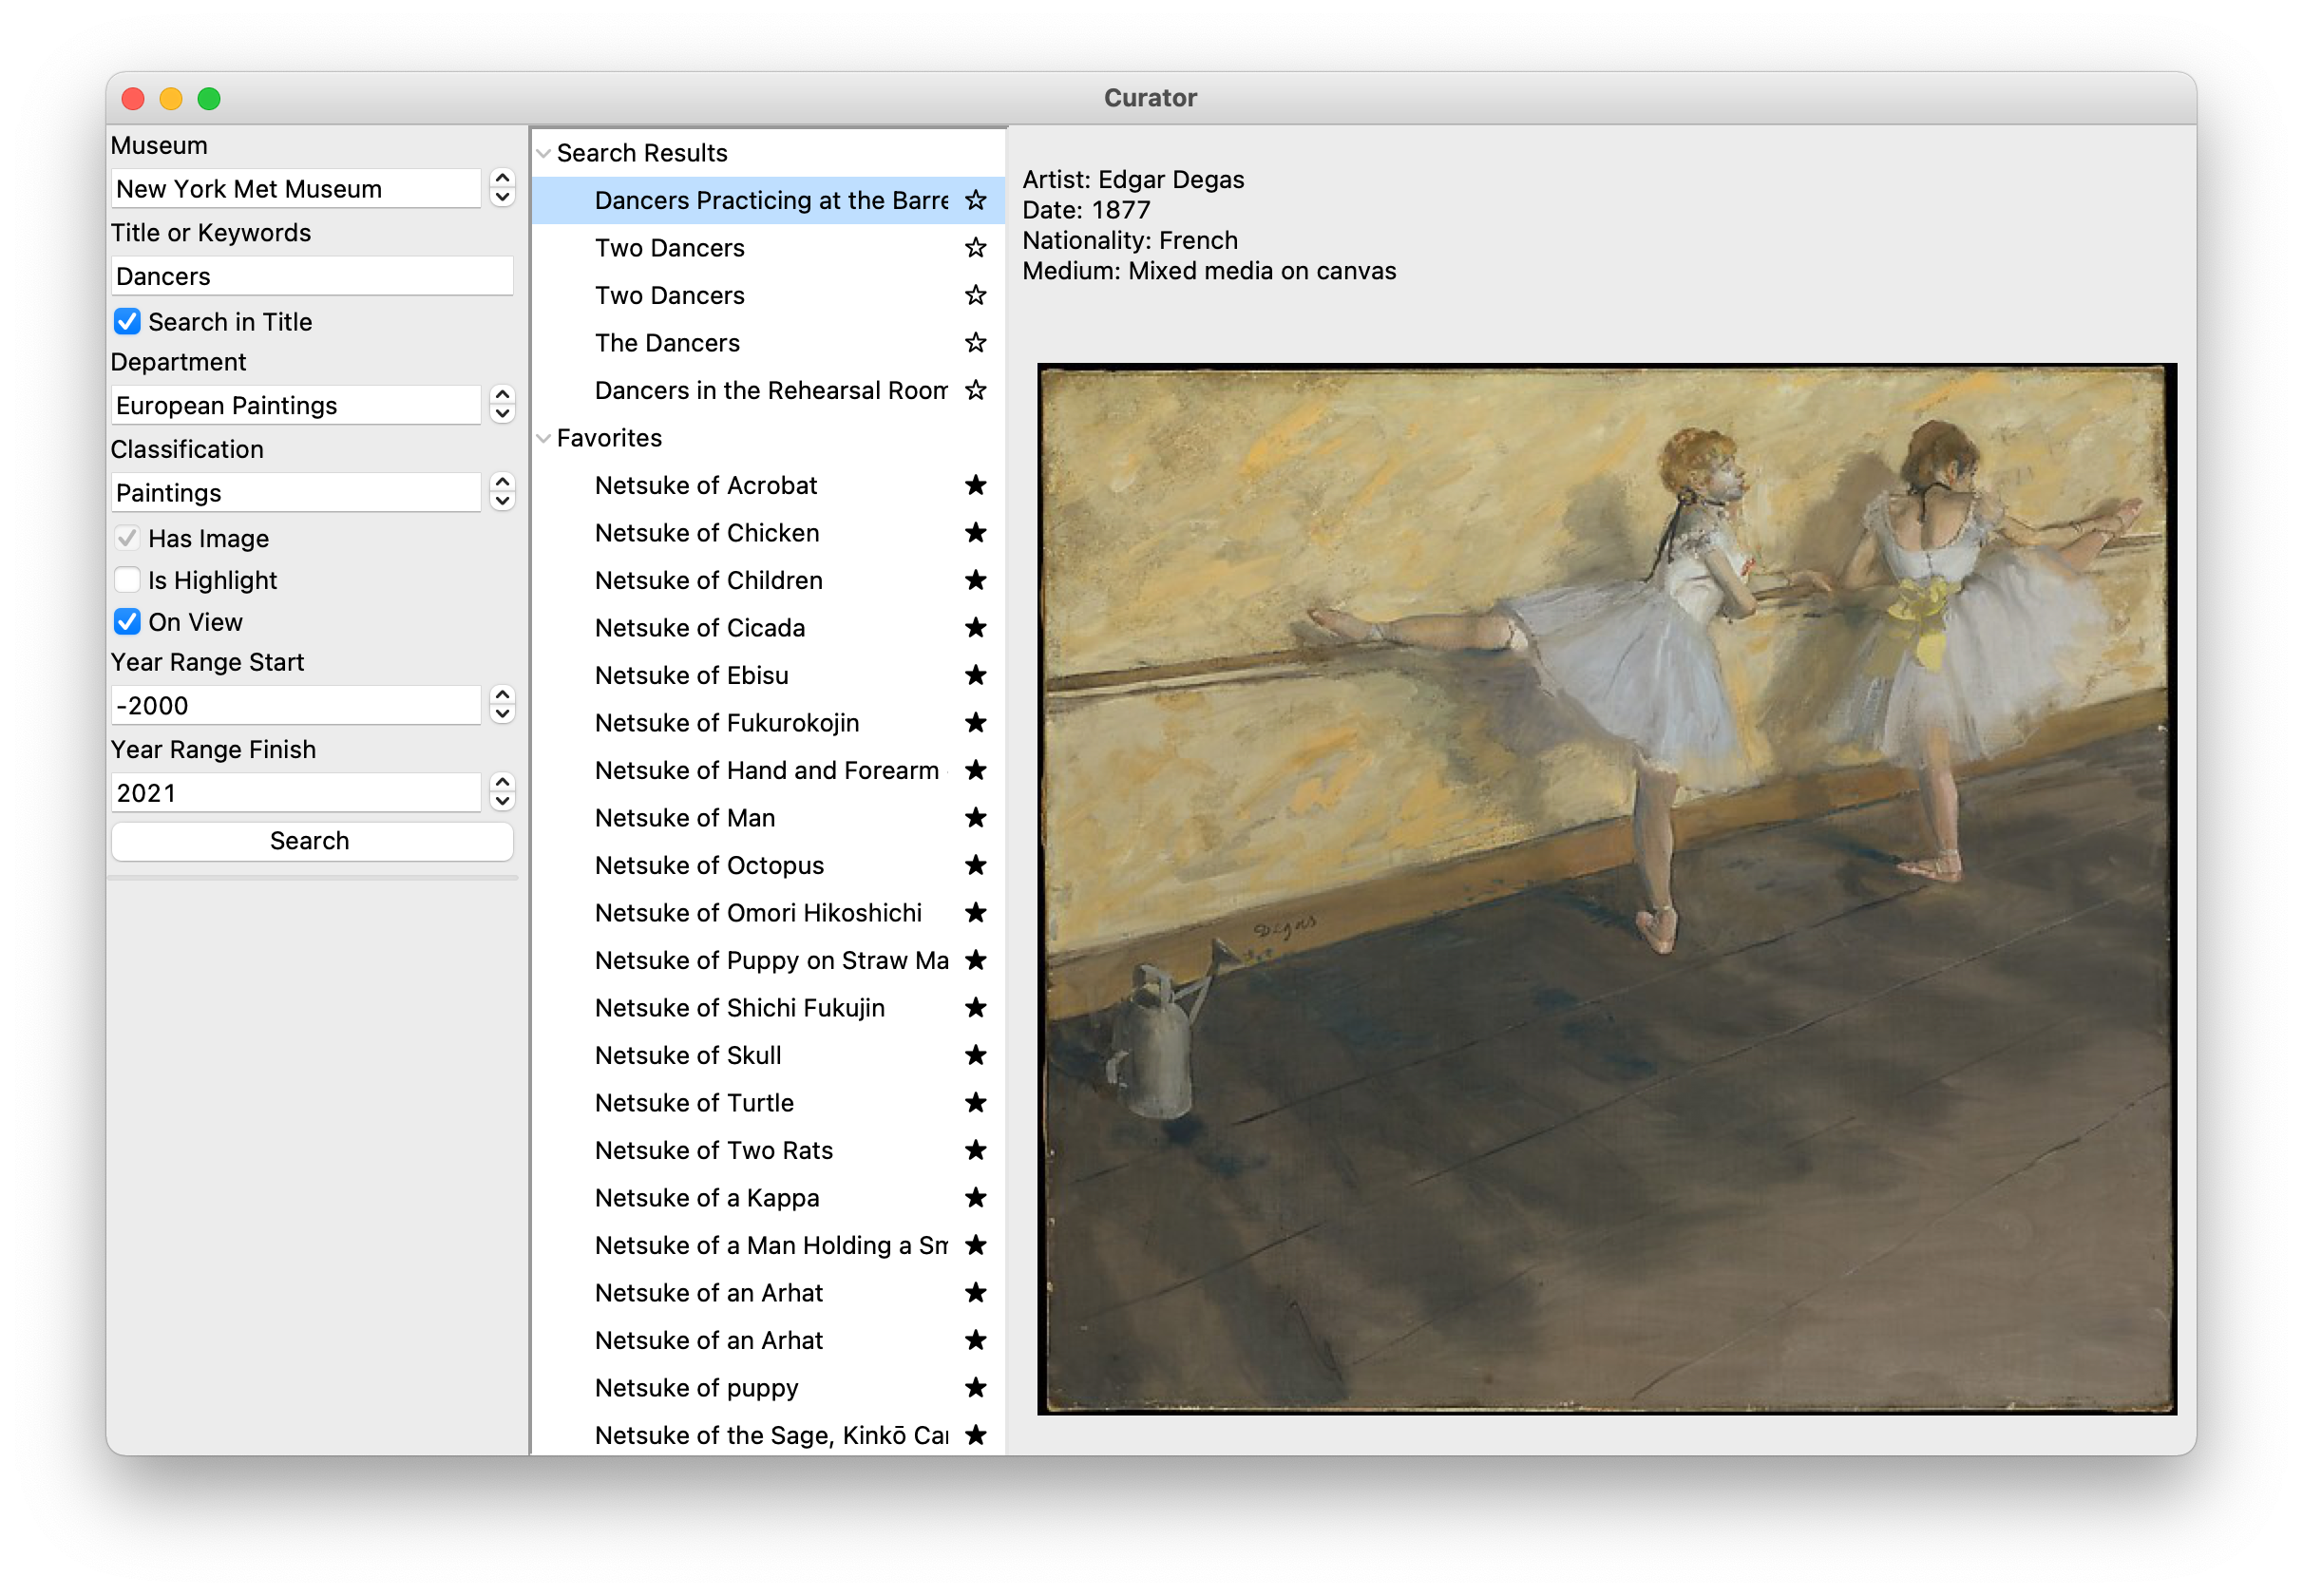 Curator
Museum
New York Met Museum
Title or Keywords
Dancers
Search in Title
Department
European Paintings
Classification
Paintings
Has Image
Is Highlight
On View
Year Range Start
-2000
Year Range Finish
2021
Search
Search Results
Dancers Practicing at the Barre
Two Dancers
Two Dancers
The Dancers
Dancers in the Rehearsal Room
Favorites
Netsuke of Acrobat
Netsuke of Chicken
Netsuke of Children
Netsuke of Cicada
Netsuke of Ebisu
Netsuke of Fukurokojin
Netsuke of Hand and Forearm
Netsuke of Man
Netsuke of Octopus
Netsuke of Omori Hikoshichi
Netsuke of Puppy on Straw Ma
Netsuke of Shichi Fukujin
Netsuke of Skull
Netsuke of Turtle
Netsuke of Two Rats
Netsuke of a Kappa
Netsuke of a Man Holding a Sm
Netsuke of an Arhat
Netsuke of an Arhat
Netsuke of puppy
Netsuke of the Sage, Kinkō Ca
Artist: Edgar Degas
Date: 1877
Nationality: French
Medium: Mixed media on canvas
Degas